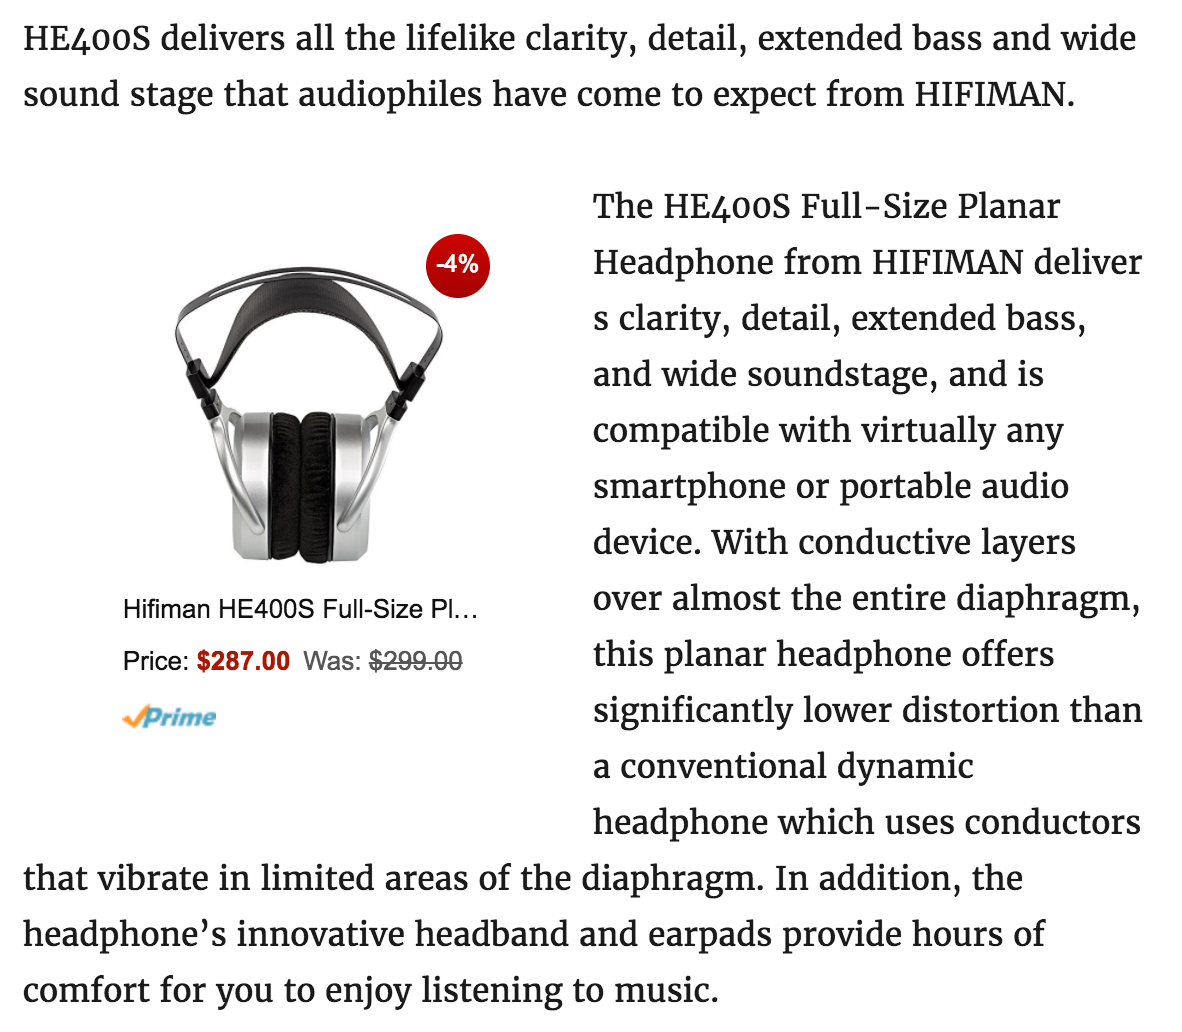 HE400S delivers all the lifelike clarity, detail, extended bass and wide
sound stage that audiophiles have come to expect from HIFIMAN.
-4%
Hifiman HE400S Full-Size Pl...
Price: $287.00 Was: $299.00
Prime
The HE400S Full-Size Planar
Headphone from HIFIMAN deliver
s clarity, detail, extended bass,
and wide soundstage, and is
compatible with virtually any
smartphone or portable audio
device. With conductive layers
over almost the entire diaphragm,
this planar headphone offers
significantly lower distortion than
a conventional dynamic
headphone which uses conductors
that vibrate in limited areas of the diaphragm. In addition, the
headphone’s innovative headband and earpads provide hours of
comfort for you to enjoy listening to music.